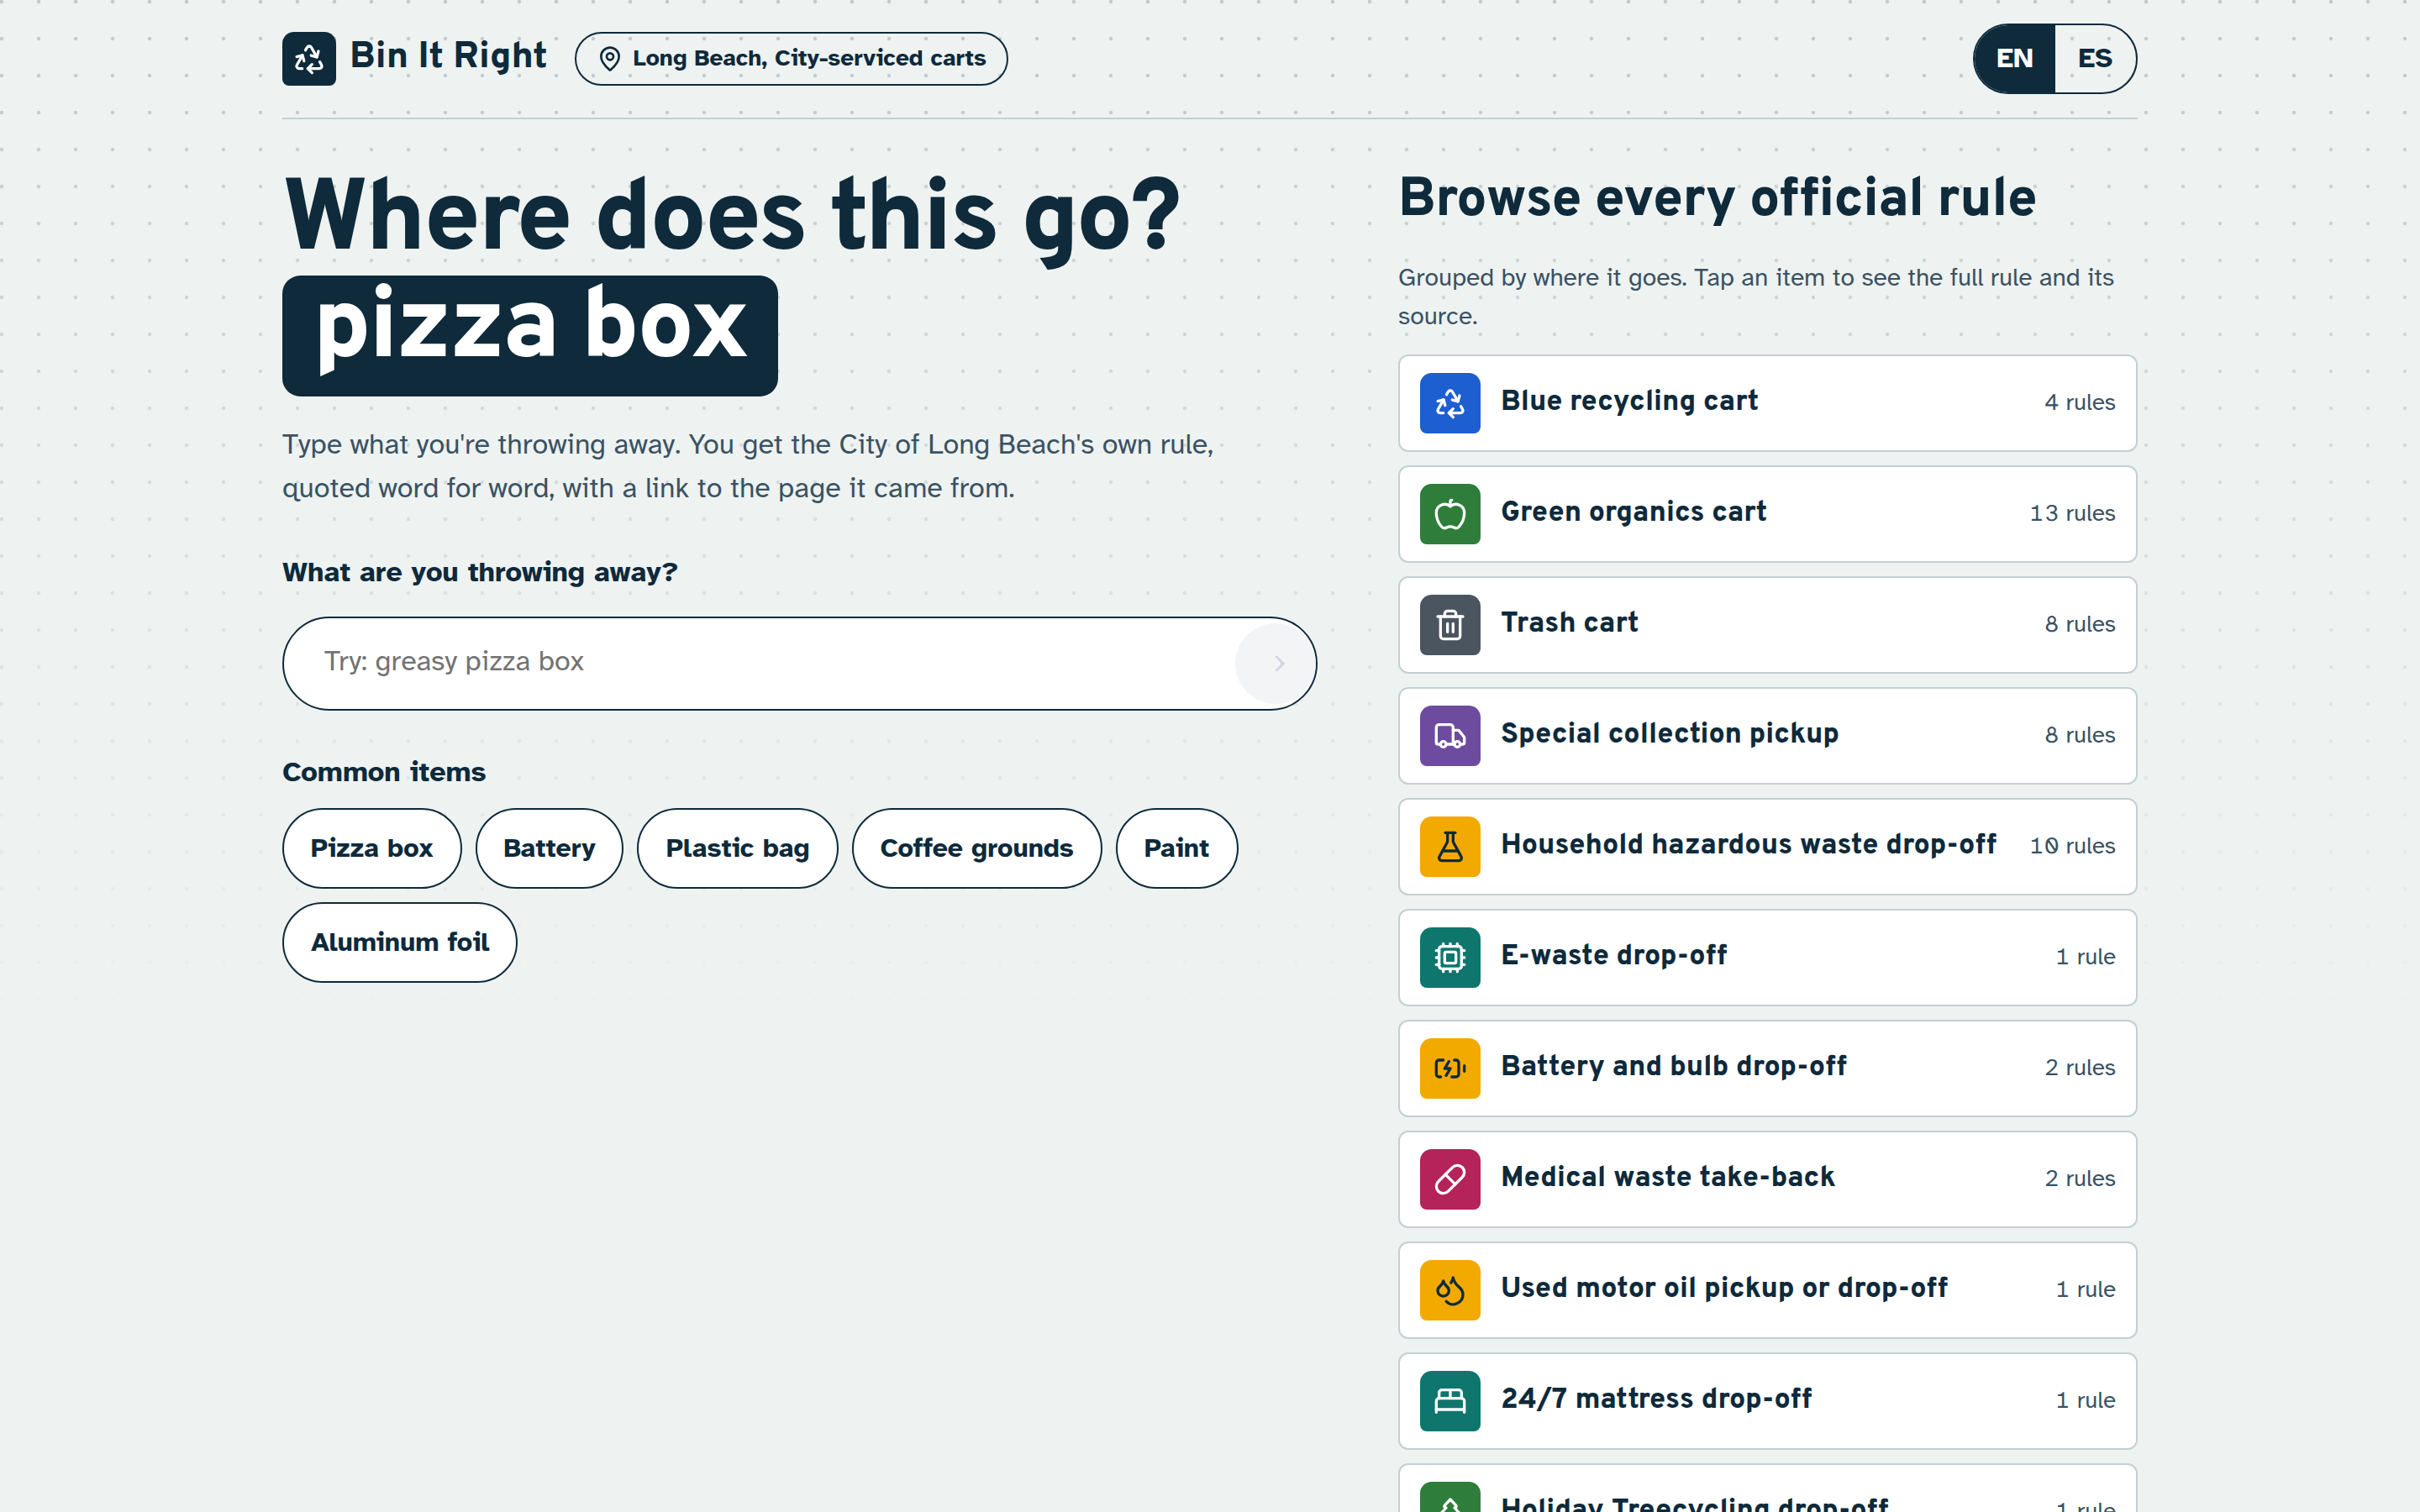 Bin It Right
Long Beach, City-serviced carts
EN
ES
Where does this go?
pizza box
Type what you're throwing away. You get the City of Long Beach's own rule,
quoted word for word, with a link to the page it came from.
What are you throwing away?
Try: greasy pizza box
Common items
Pizza box
Battery
Plastic bag
Coffee grounds
Paint
Aluminum foil
Browse every official rule
Grouped by where it goes. Tap an item to see the full rule and its
source.
Blue recycling cart
4 rules
Green organics cart
13 rules
Trash cart
8 rules
Special collection pickup
8 rules
Household hazardous waste drop-off
10 rules
E-waste drop-off
1 rule
Battery and bulb drop-off
2 rules
Medical waste take-back
2 rules
Used motor oil pickup or drop-off
1 rule
24/7 mattress drop-off
1 rule
Holiday Treecycling drop-off
1 rule